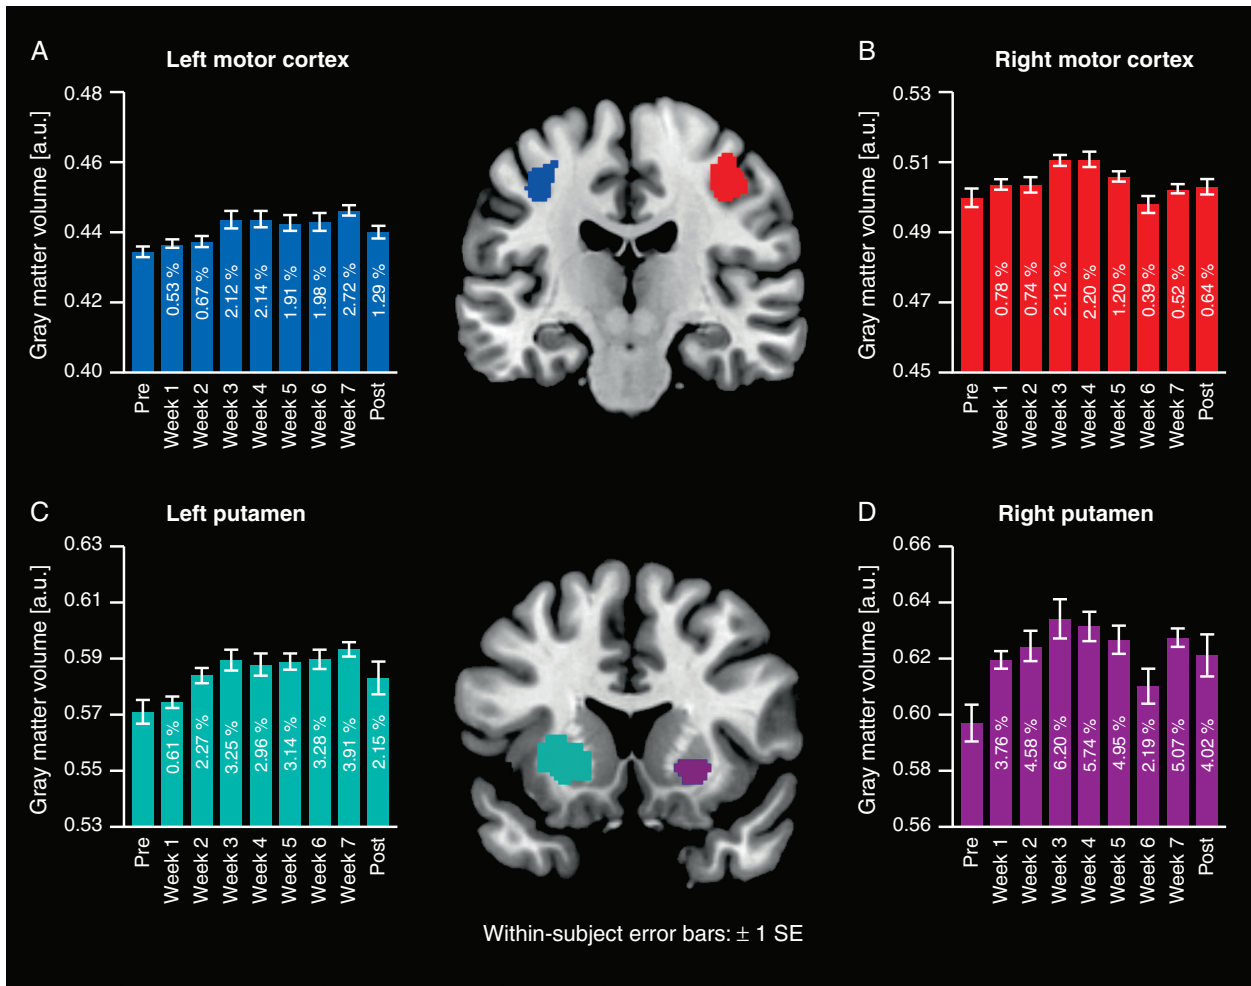 A
Left motor cortex
Gray matter volume [a.u.]
0.48
0.46
0.44
0.42
0.40
0.53 %
0.67 %
2.12 %
2.14 %
1.91 %
1.98 %
2.72 %
1.29 %
Pre
Week 1
Week 2
Week 3
Week 4
Week 5
Week 6
Week 7
Post
B
Right motor cortex
Gray matter volume [a.u.]
0.53
0.51
0.49
0.47
0.45
0.78 %
0.74 %
2.12 %
2.20 %
1.20 %
0.39 %
0.52 %
0.64 %
Pre
Week 1
Week 2
Week 3
Week 4
Week 5
Week 6
Week 7
Post
C
Left putamen
Gray matter volume [a.u.]
0.63
0.61
0.59
0.57
0.55
0.53
0.61 %
2.27 %
3.25 %
2.96 %
3.14 %
3.28 %
3.91 %
2.15 %
Pre
Week 1
Week 2
Week 3
Week 4
Week 5
Week 6
Week 7
Post
D
Right putamen
Gray matter volume [a.u.]
0.66
0.64
0.62
0.60
0.58
0.56
3.76 %
4.58 %
6.20 %
5.74 %
4.95 %
2.19 %
5.07 %
4.02 %
Pre
Week 1
Week 2
Week 3
Week 4
Week 5
Week 6
Week 7
Post
Within-subject error bars: ± 1 SE